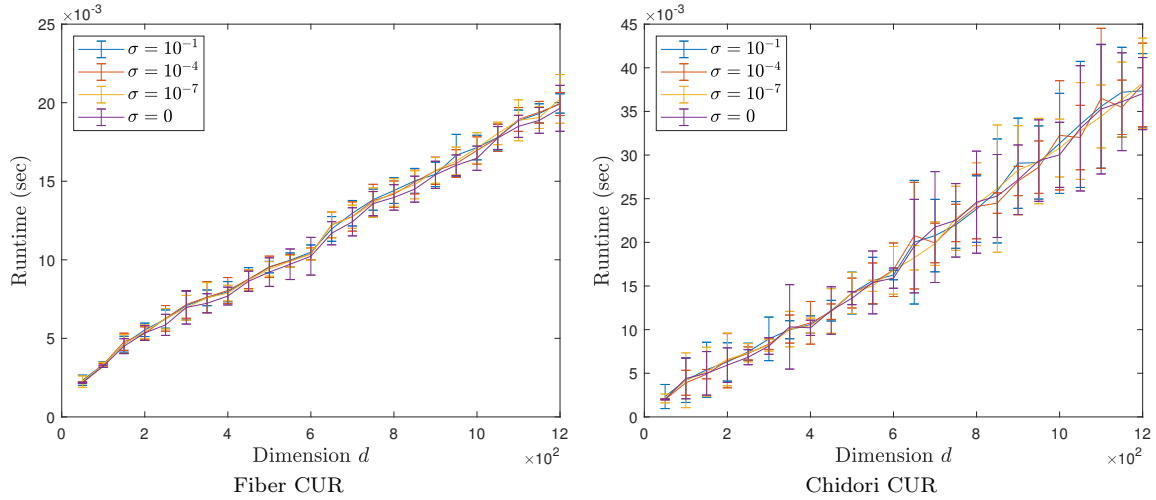 ×10⁻³
25
20
15
10
5
0
Runtime (sec)
σ = 10⁻¹
σ = 10⁻⁴
σ = 10⁻⁷
σ = 0
0 2 4 6 8 10 12
Dimension d
×10²
Fiber CUR
×10⁻³
45
40
35
30
25
20
15
10
5
0
Runtime (sec)
σ = 10⁻¹
σ = 10⁻⁴
σ = 10⁻⁷
σ = 0
0 2 4 6 8 10 12
Dimension d
×10²
Chidori CUR